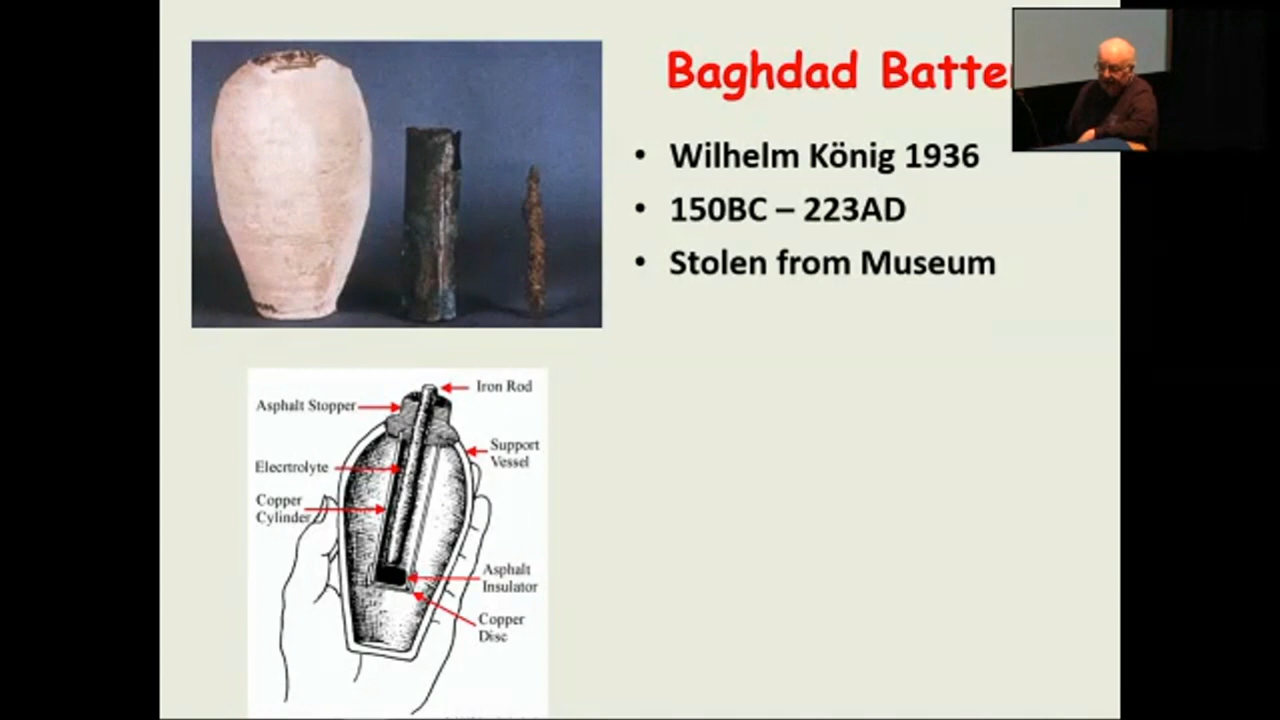 Baghdad Batte
• Wilhelm König 1936
• 150BC – 223AD
• Stolen from Museum
Iron Rod
Asphalt Stopper
Support
Vessel
Elecrtrolyte
Copper
Cylinder
Asphalt
Insulator
Copper
Disc